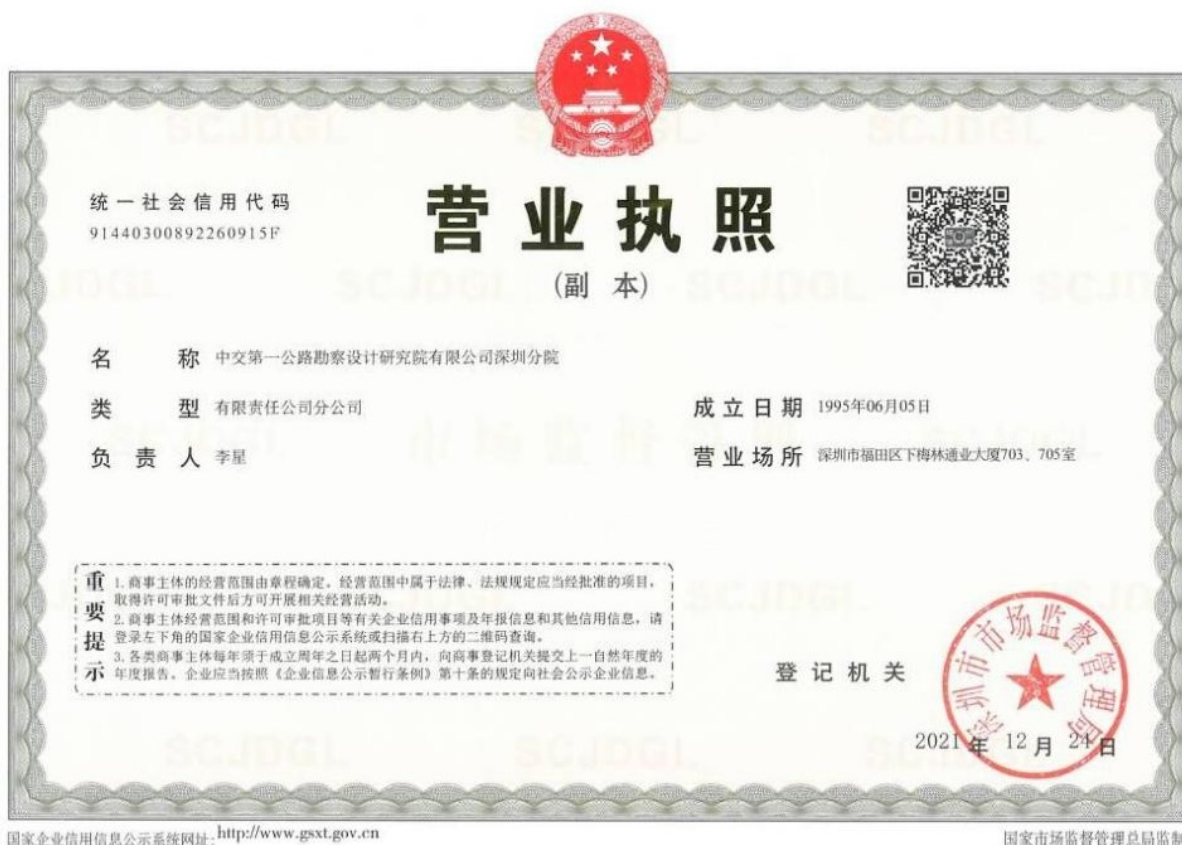 统一社会信用代码
91440300892260915F
营业执照
(副 本)
名 称 中交第一公路勘察设计研究院有限公司深圳分院
类 型 有限责任公司分公司
成立日期 1995年06月05日
负责人 李星
营业场所 深圳市福田区下梅林通业大厦703、705室
重要提示
1. 商事主体的经营范围由章程确定。经营范围中属于法律、法规规定应当经批准的项目,
取得许可审批文件后方可开展相关经营活动。
2. 商事主体经营范围和许可审批项目等有关企业信用事项及年报信息和其他信用信息,请
登录左下角的国家企业信用信息公示系统或扫描右上方的二维码查询。
3. 各类商事主体每年须于成立周年之日起两个月内,向商事登记机关提交上一自然年度的
年度报告。企业应当按照《企业信息公示暂行条例》第十条的规定向社会公示企业信息。
登记机关
深圳市市场监督管理局
2021年 12月 24日
国家企业信用信息公示系统网址:http://www.gsxt.gov.cn
国家市场监督管理总局监制
SCJDGL
市场监督管理